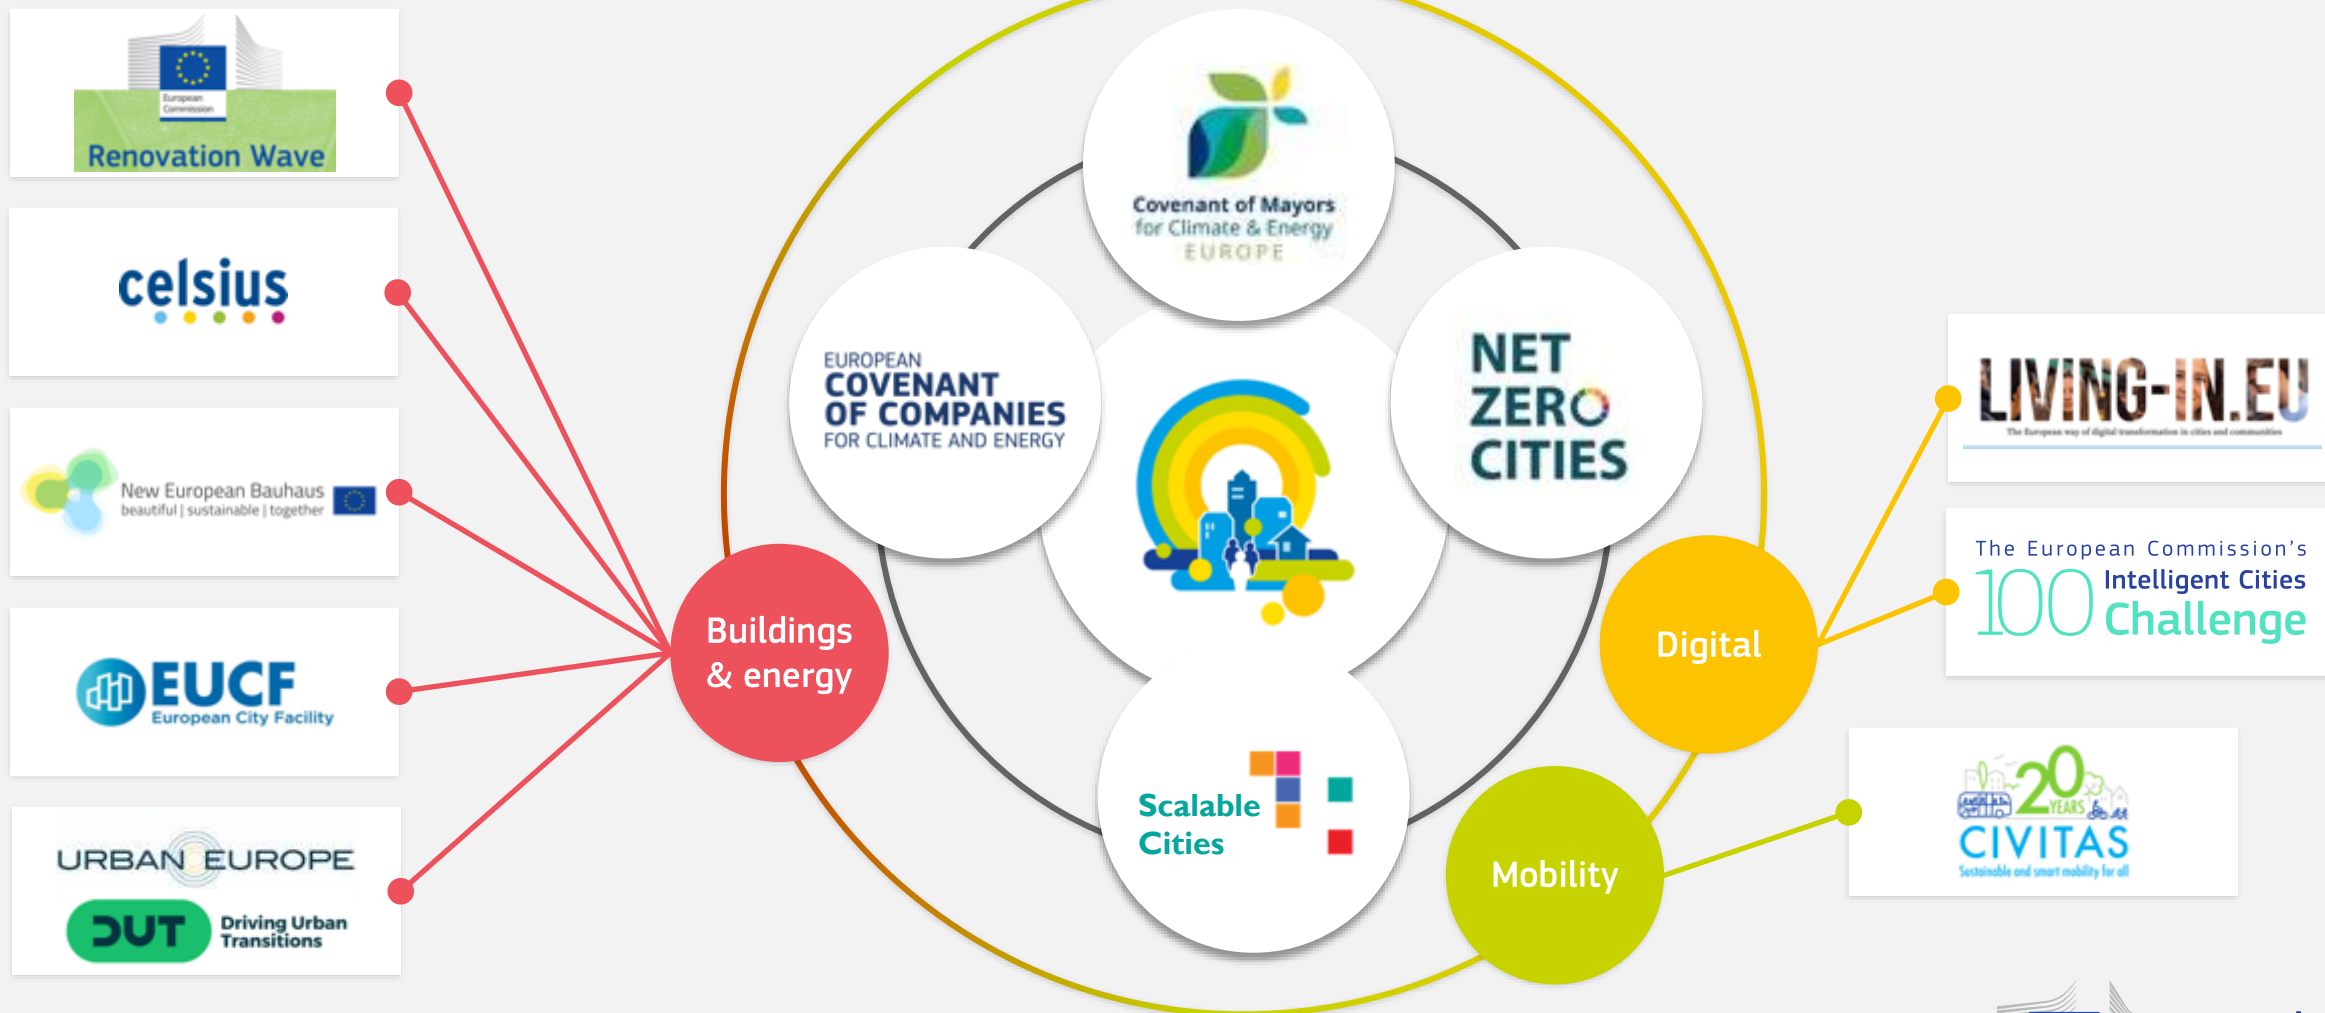 European
Commission
Renovation Wave
celsius
New European Bauhaus
beautiful | sustainable | together
EUCF
European City Facility
URBAN EUROPE
DUT
Driving Urban
Transitions
Buildings
& energy
Covenant of Mayors
for Climate & Energy
EUROPE
EUROPEAN
COVENANT
OF COMPANIES
FOR CLIMATE AND ENERGY
NET
ZERO
CITIES
Scalable
Cities
Digital
Mobility
LIVING-IN.EU
The European way of digital transformation in cities and communities
The European Commission's
100 Intelligent Cities
Challenge
20
YEARS
CIVITAS
Sustainable and smart mobility for all